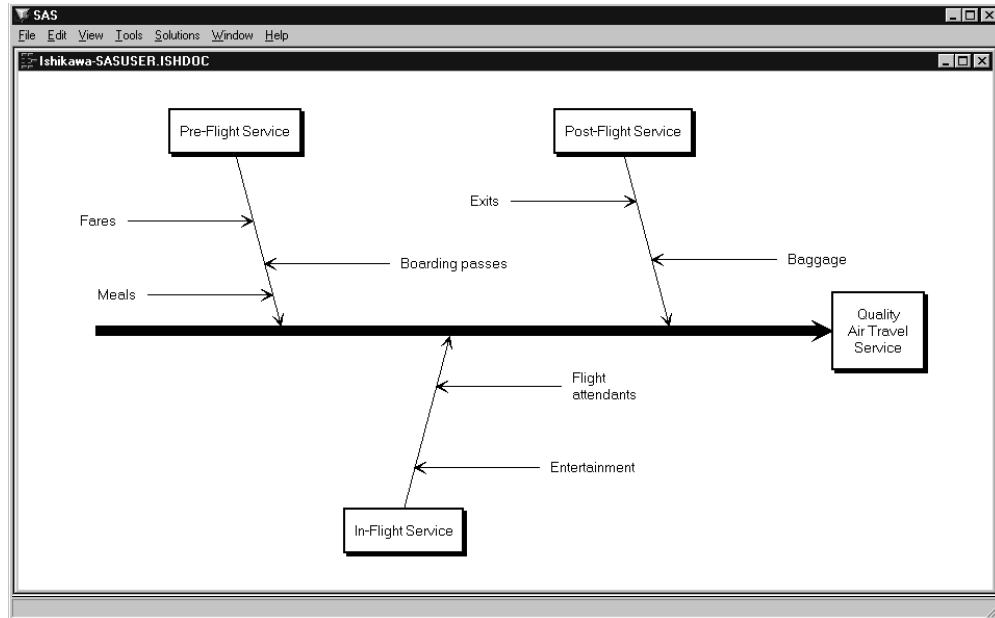 SAS
File Edit View Tools Solutions Window Help
Ishikawa-SASUSER.ISHDOC
Pre-Flight Service
Post-Flight Service
Exits
Fares
Boarding passes
Baggage
Meals
Quality
Air Travel
Service
Flight
attendants
Entertainment
In-Flight Service